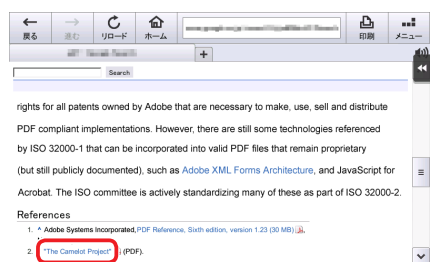 戻る 進む リロード ホーム 印刷 メニュー
+
Search
rights for all patents owned by Adobe that are necessary to make, use, sell and distribute
PDF compliant implementations. However, there are still some technologies referenced
by ISO 32000-1 that can be incorporated into valid PDF files that remain proprietary
(but still publicly documented), such as Adobe XML Forms Architecture, and JavaScript for
Acrobat. The ISO committee is actively standardizing many of these as part of ISO 32000-2.
References
1. ^ Adobe Systems Incorporated, PDF Reference, Sixth edition, version 1.23 (30 MB),
2. "The Camelot Project" (PDF).